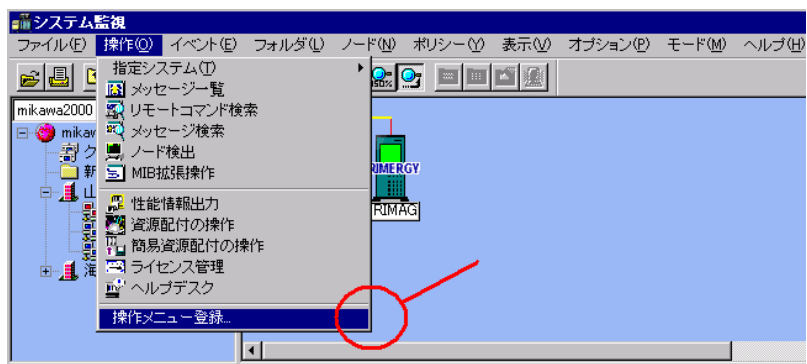 システム監視
ファイル(F) 操作(O) イベント(E) フォルダ(L) ノード(N) ポリシー(Y) 表示(V) オプション(P) モード(M) ヘルプ(H)
指定システム(T)
メッセージ一覧
リモートコマンド検索
メッセージ検索
ノード検出
MIB拡張操作
性能情報出力
資源配付の操作
簡易資源配付の操作
ライセンス管理
ヘルプデスク
操作メニュー登録...
150%
mikawa2000
mikaw
ク
新
山
海
RIMERGY
RIMAG